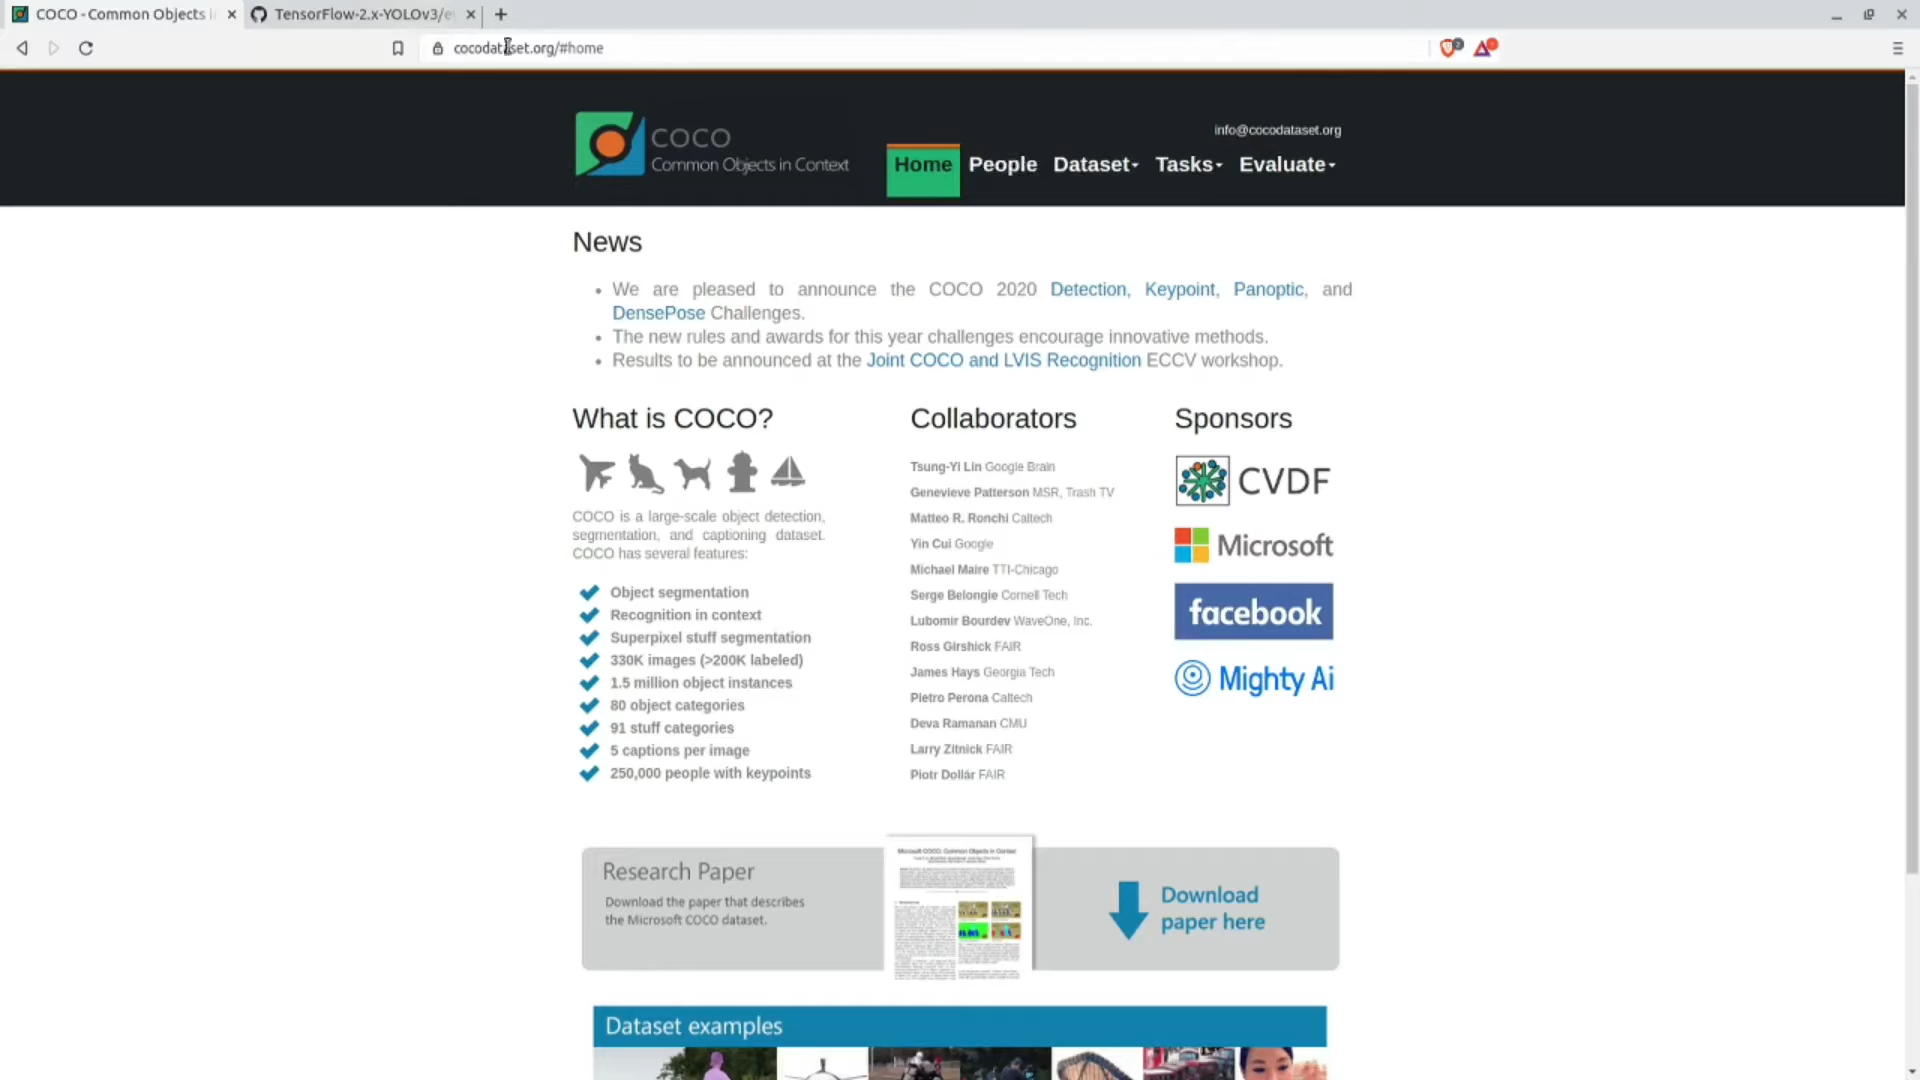 COCO - Common Objects i
TensorFlow-2.x-YOLOv3/e
cocodataset.org/#home
COCO
Common Objects in Context
info@cocodataset.org
Home People Dataset Tasks Evaluate
News
We are pleased to announce the COCO 2020 Detection, Keypoint, Panoptic, and
DensePose Challenges.
The new rules and awards for this year challenges encourage innovative methods.
Results to be announced at the Joint COCO and LVIS Recognition ECCV workshop.
What is COCO?
COCO is a large-scale object detection,
segmentation, and captioning dataset.
COCO has several features:
Object segmentation
Recognition in context
Superpixel stuff segmentation
330K images (>200K labeled)
1.5 million object instances
80 object categories
91 stuff categories
5 captions per image
250,000 people with keypoints
Collaborators
Tsung-Yi Lin Google Brain
Genevieve Patterson MSR, Trash TV
Matteo R. Ronchi Caltech
Yin Cui Google
Michael Maire TTI-Chicago
Serge Belongie Cornell Tech
Lubomir Bourdev WaveOne, Inc.
Ross Girshick FAIR
James Hays Georgia Tech
Pietro Perona Caltech
Deva Ramanan CMU
Larry Zitnick FAIR
Piotr Dollár FAIR
Sponsors
CVDF
Microsoft
facebook
Mighty Ai
Research Paper
Download the paper that describes
the Microsoft COCO dataset.
Microsoft COCO: Common Objects in Context
Download
paper here
Dataset examples